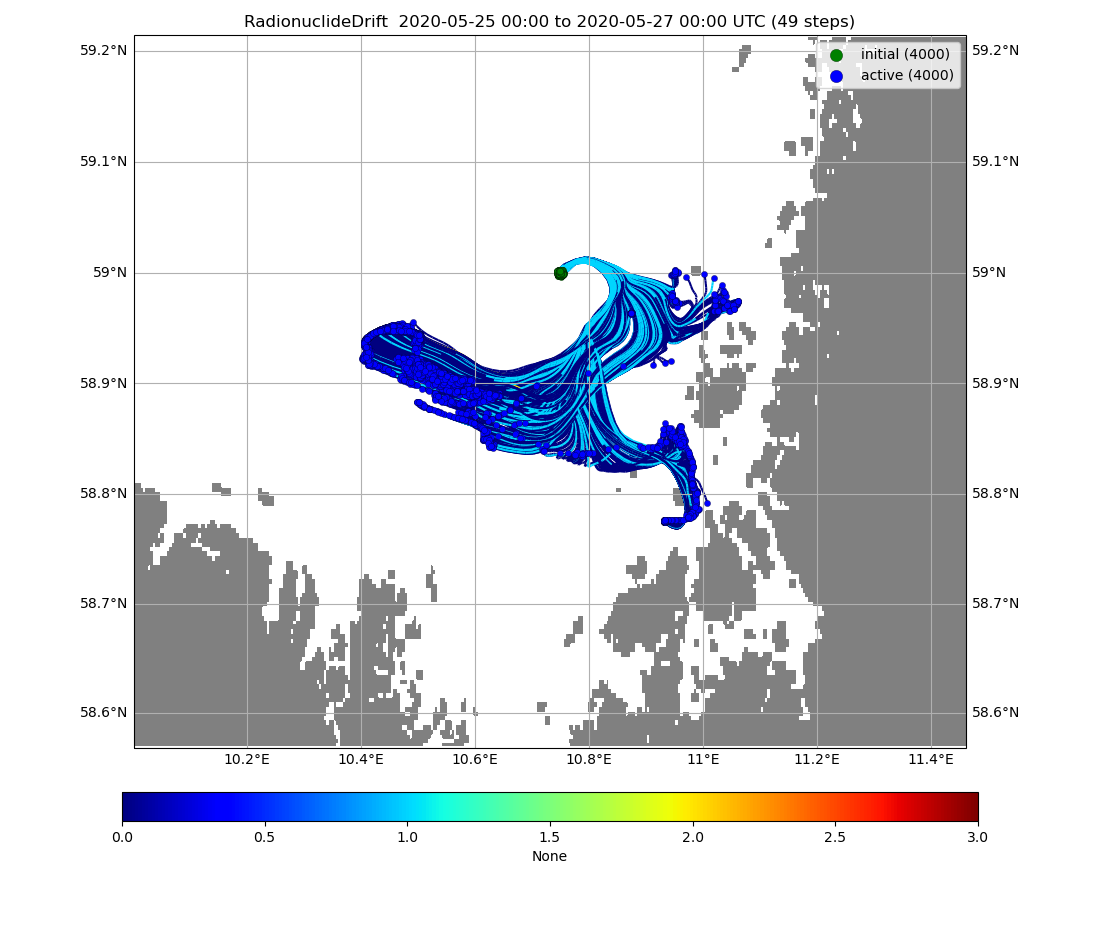 RadionuclideDrift  2020-05-25 00:00 to 2020-05-27 00:00 UTC (49 steps)
initial (4000)
active (4000)
59.2°N 59.2°N
59.1°N 59.1°N
59°N 59°N
58.9°N 58.9°N
58.8°N 58.8°N
58.7°N 58.7°N
58.6°N 58.6°N
10.2°E 10.4°E 10.6°E 10.8°E 11°E 11.2°E 11.4°E
0.0 0.5 1.0 1.5 2.0 2.5 3.0
None